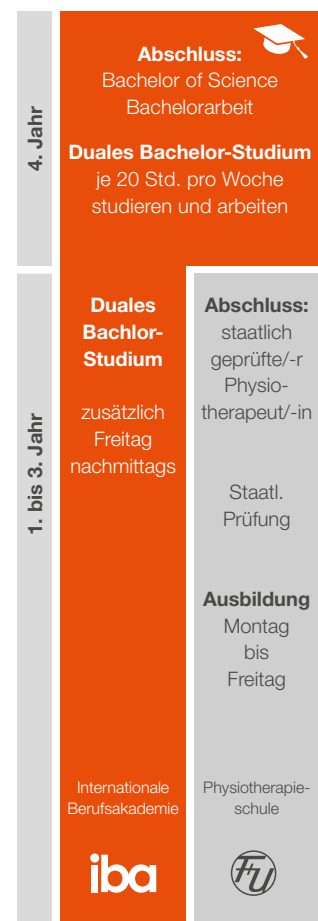 4. Jahr
Abschluss:
Bachelor of Science
Bachelorarbeit
Duales Bachelor-Studium
je 20 Std. pro Woche
studieren und arbeiten
1. bis 3. Jahr
Duales
Bachlor-
Studium
zusätzlich
Freitag
nachmittags
Internationale
Berufsakademie
iba
Abschluss:
staatlich
geprüfte/-r
Physio-
therapeut/-in
Staatl.
Prüfung
Ausbildung
Montag
bis
Freitag
Physiotherapie-
schule
FU